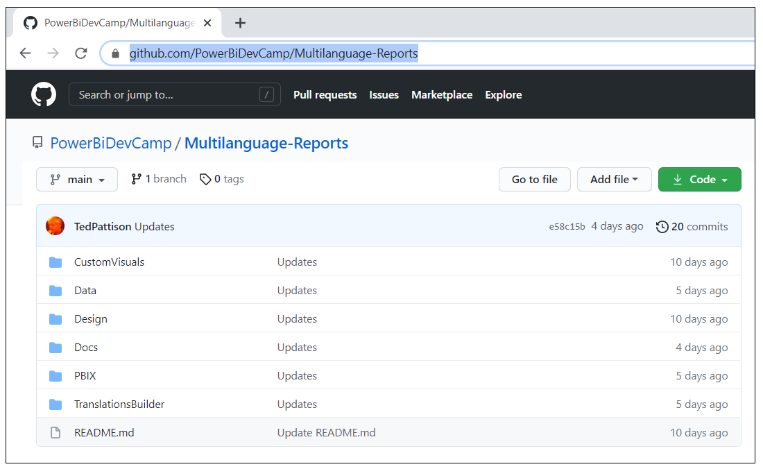 PowerBiDevCamp/Multilanguage
github.com/PowerBiDevCamp/Multilanguage-Reports
Search or jump to... / Pull requests Issues Marketplace Explore
PowerBiDevCamp / Multilanguage-Reports
main 1 branch 0 tags Go to file Add file Code
TedPattison Updates e58c15b 4 days ago 20 commits
CustomVisuals Updates 10 days ago
Data Updates 5 days ago
Design Updates 10 days ago
Docs Updates 4 days ago
PBIX Updates 5 days ago
TranslationsBuilder Updates 5 days ago
README.md Update README.md 10 days ago